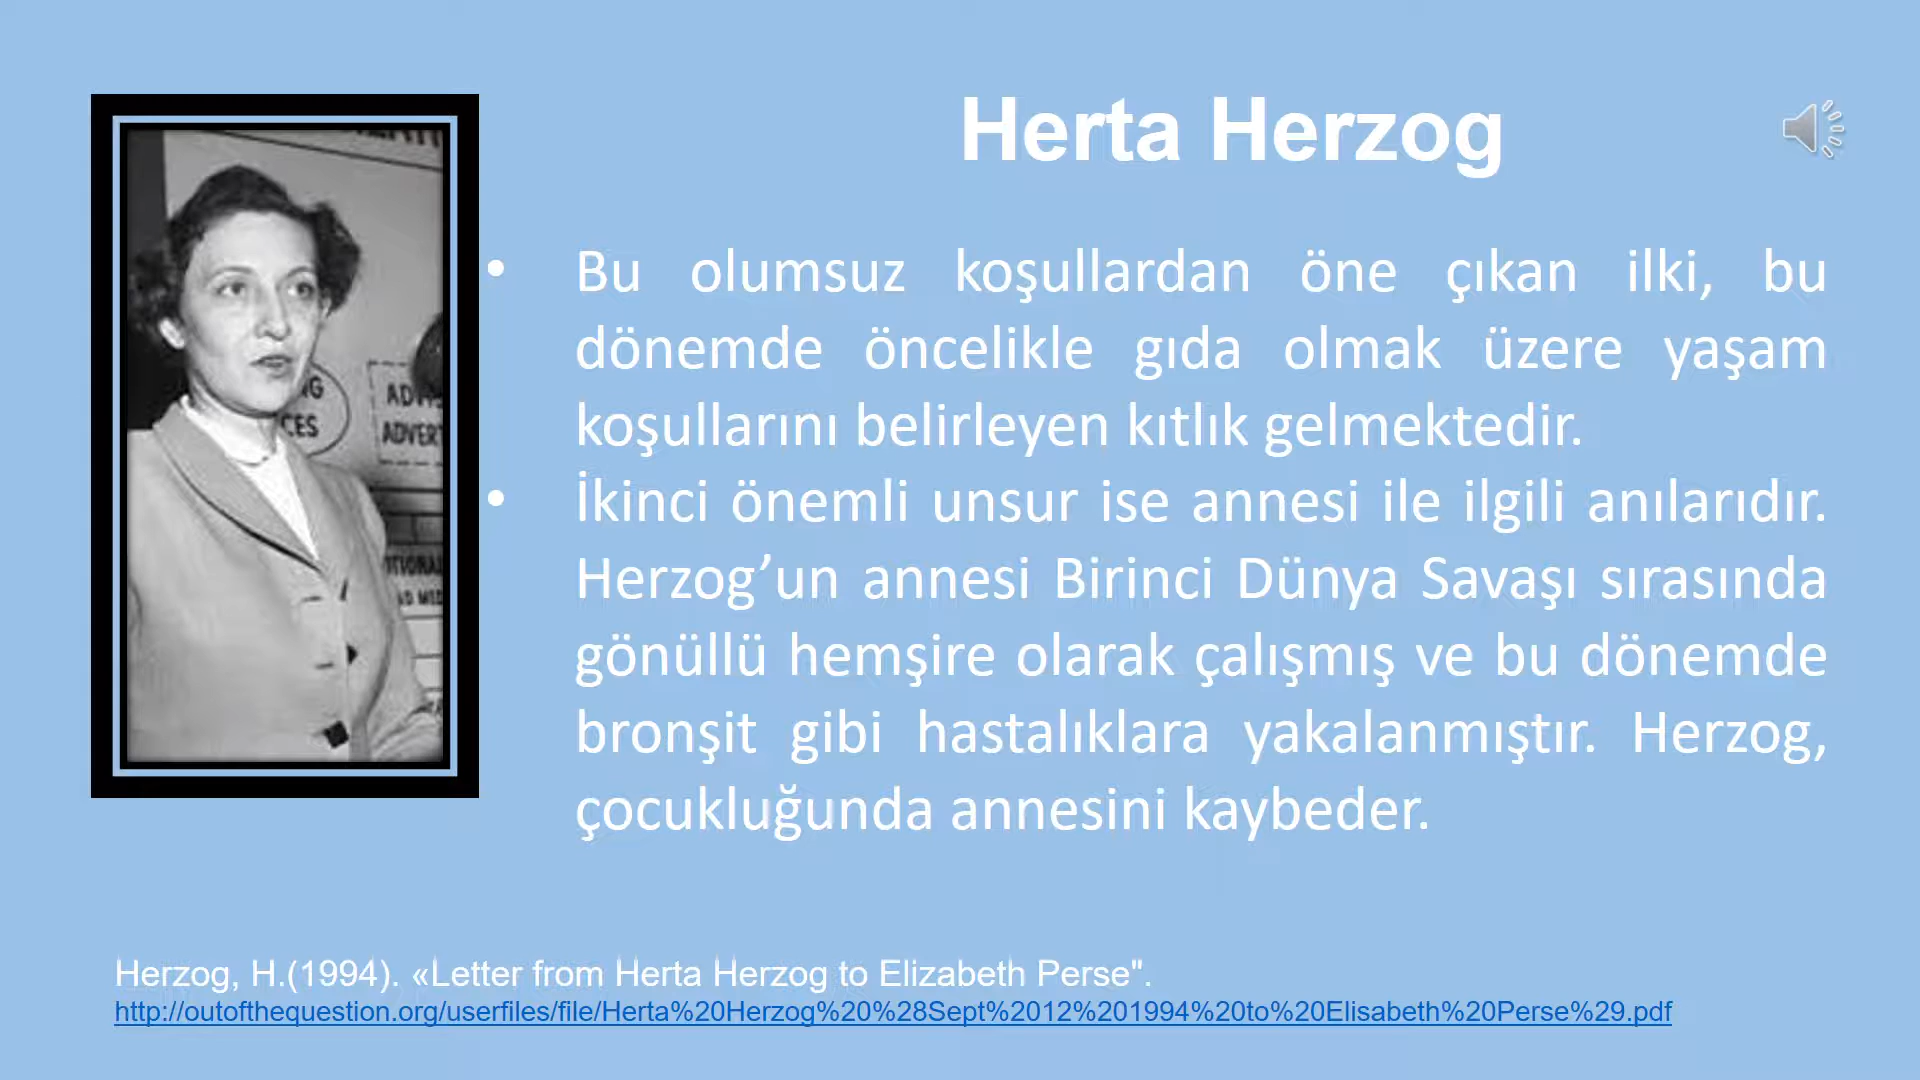 Herta Herzog
• Bu olumsuz koşullardan öne çıkan ilki, bu
dönemde öncelikle gıda olmak üzere yaşam
koşullarını belirleyen kıtlık gelmektedir.
• İkinci önemli unsur ise annesi ile ilgili anılarıdır.
Herzog’un annesi Birinci Dünya Savaşı sırasında
gönüllü hemşire olarak çalışmış ve bu dönemde
bronşit gibi hastalıklara yakalanmıştır. Herzog,
çocukluğunda annesini kaybeder.
Herzog, H.(1994). «Letter from Herta Herzog to Elizabeth Perse".
http://outofthequestion.org/userfiles/file/Herta%20Herzog%20%28Sept%2012%201994%20to%20Elisabeth%20Perse%29.pdf